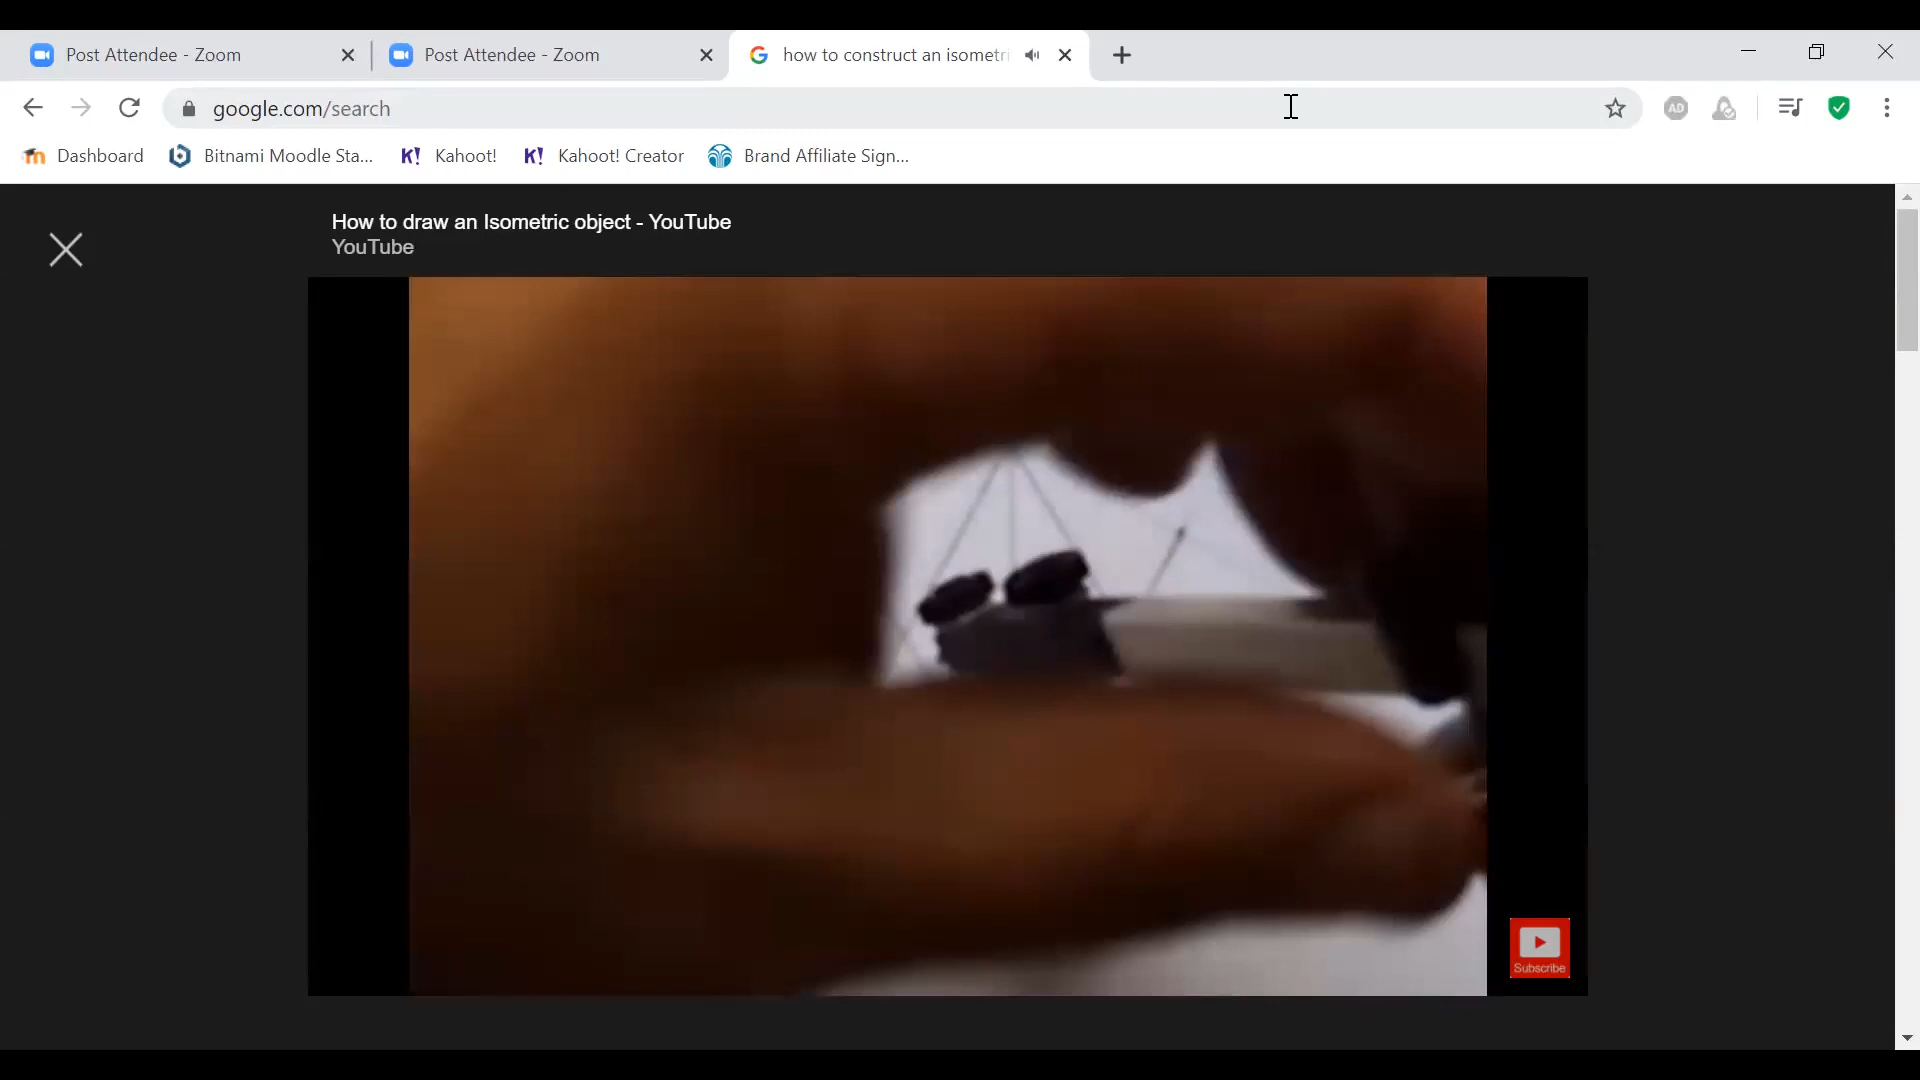 Post Attendee - Zoom
Post Attendee - Zoom
how to construct an isometri
google.com/search
AD
Dashboard
Bitnami Moodle Sta...
K! Kahoot!
K! Kahoot! Creator
Brand Affiliate Sign...
How to draw an Isometric object - YouTube
YouTube
Subscribe